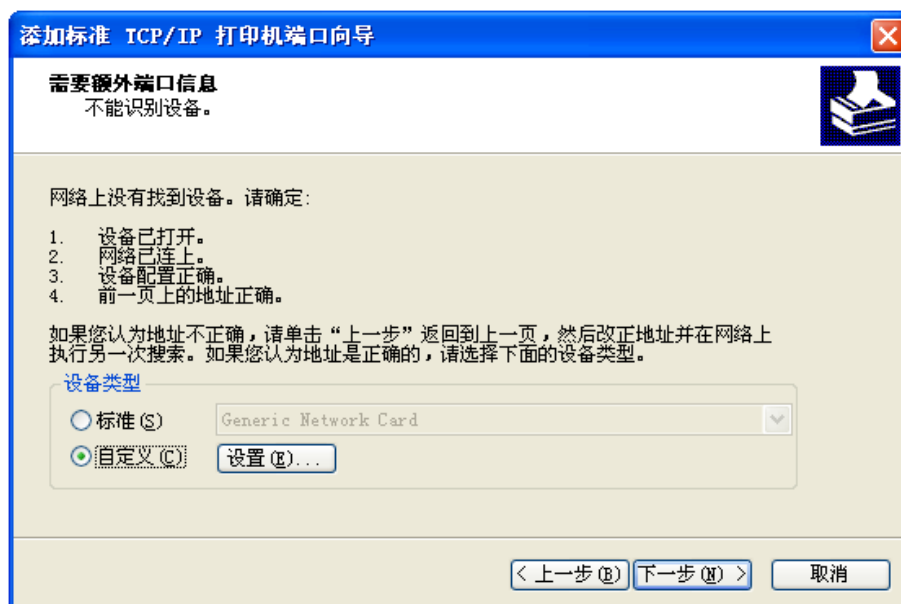 添加标准 TCP/IP 打印机端口向导
需要额外端口信息
不能识别设备。
网络上没有找到设备。请确定:
1. 设备已打开。
2. 网络已连上。
3. 设备配置正确。
4. 前一页上的地址正确。
如果您认为地址不正确，请单击“上一步”返回到上一页，然后改正地址并在网络上
执行另一次搜索。如果您认为地址是正确的，请选择下面的设备类型。
设备类型
标准(S) Generic Network Card
自定义(C) 设置(E)...
< 上一步(B) 下一步(N) > 取消